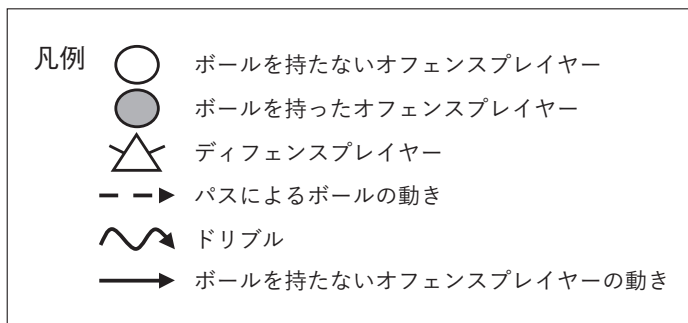 凡例
ボールを持たないオフェンスプレイヤー
ボールを持ったオフェンスプレイヤー
ディフェンスプレイヤー
パスによるボールの動き
ドリブル
ボールを持たないオフェンスプレイヤーの動き